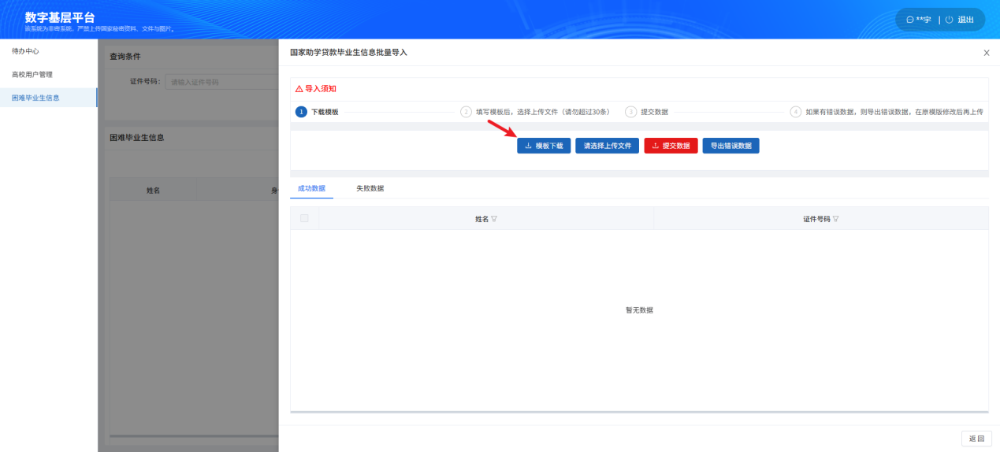 数字基层平台
该系统为非密系统，严禁上传国家秘密资料、文件与图片。
**宇 | 退出
待办中心
高校用户管理
困难毕业生信息
查询条件
证件号码： 请输入证件号码
困难毕业生信息
姓名 身
国家助学贷款毕业生信息批量导入
导入须知
1 下载模板 2 填写模板后，选择上传文件（请勿超过30条） 3 提交数据 4 如果有错误数据，则导出错误数据，在原模版修改后再上传
模板下载 请选择上传文件 提交数据 导出错误数据
成功数据 失败数据
姓名 证件号码
暂无数据
返回